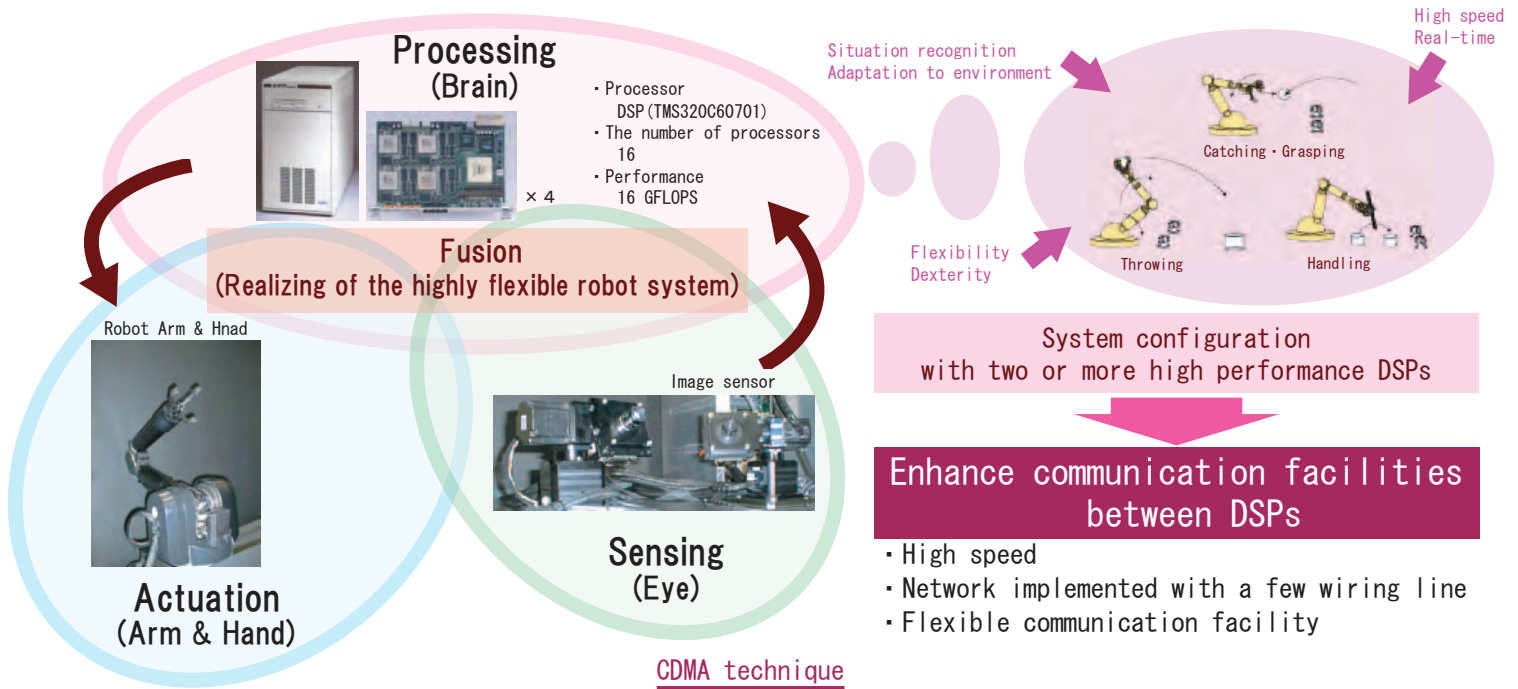 Processing
(Brain)
・Processor
DSP(TMS320C60701)
・The number of processors
16
・Performance
16 GFLOPS
× 4
Fusion
(Realizing of the highly flexible robot system)
Robot Arm & Hnad
Actuation
(Arm & Hand)
Image sensor
Sensing
(Eye)
Situation recognition
Adaptation to environment
High speed
Real-time
Catching・Grasping
Flexibility
Dexterity
Throwing
Handling
System configuration
with two or more high performance DSPs
Enhance communication facilities
between DSPs
・High speed
・Network implemented with a few wiring line
・Flexible communication facility
CDMA technique